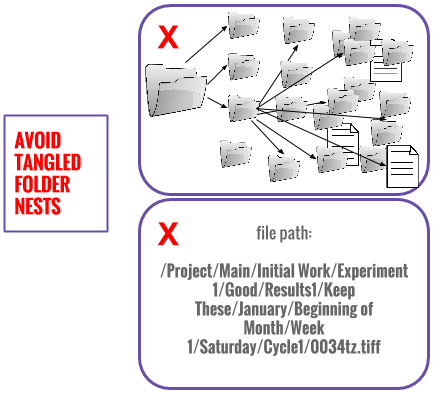 X
AVOID
TANGLED
FOLDER
NESTS
X
file path:
/Project/Main/Initial Work/Experiment
1/Good/Results1/Keep
These/January/Beginning of
Month/Week
1/Saturday/Cycle1/0034tz.tiff